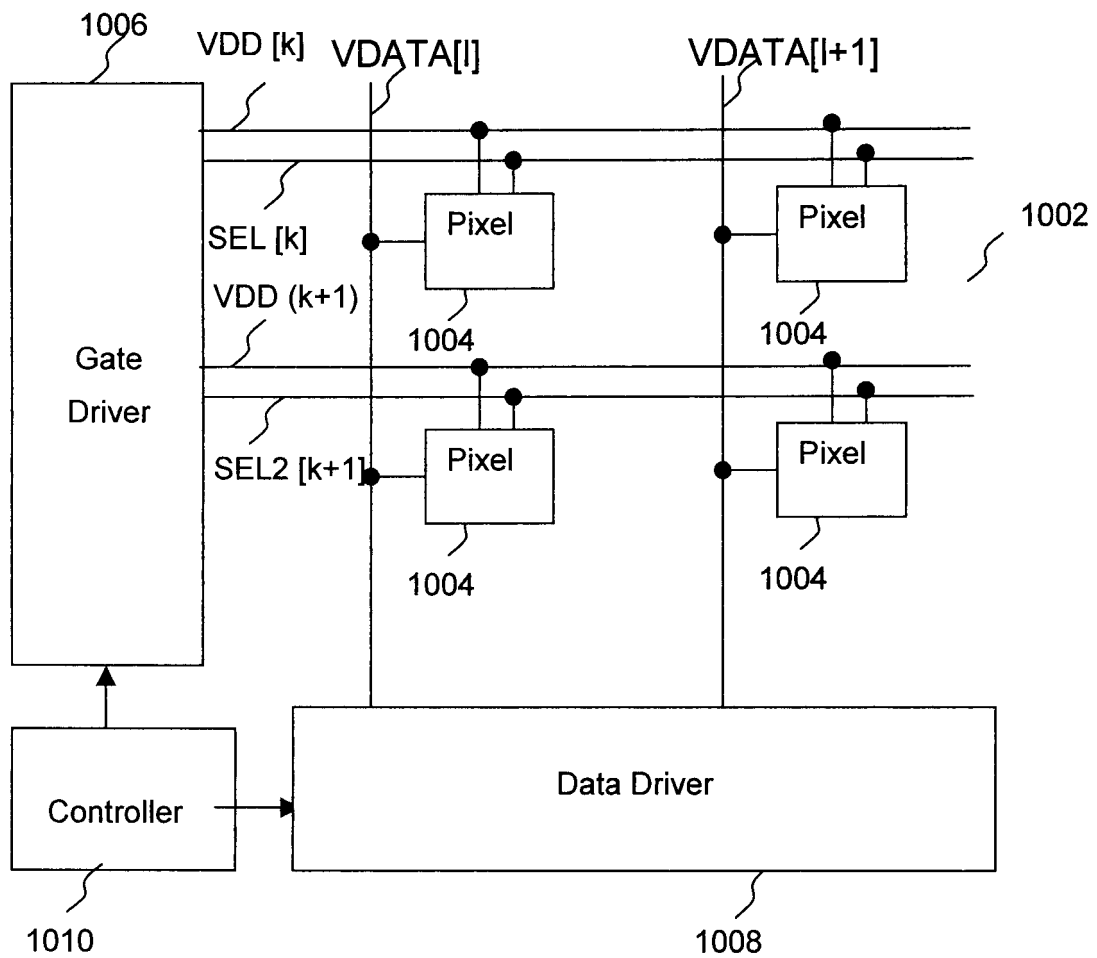 1006
VDD [k]
VDATA[l]
VDATA[l+1]
Pixel
Pixel
1002
SEL [k]
VDD (k+1)
1004
1004
Gate
Driver
Pixel
Pixel
SEL2 [k+1]
1004
1004
Data Driver
Controller
1010
1008